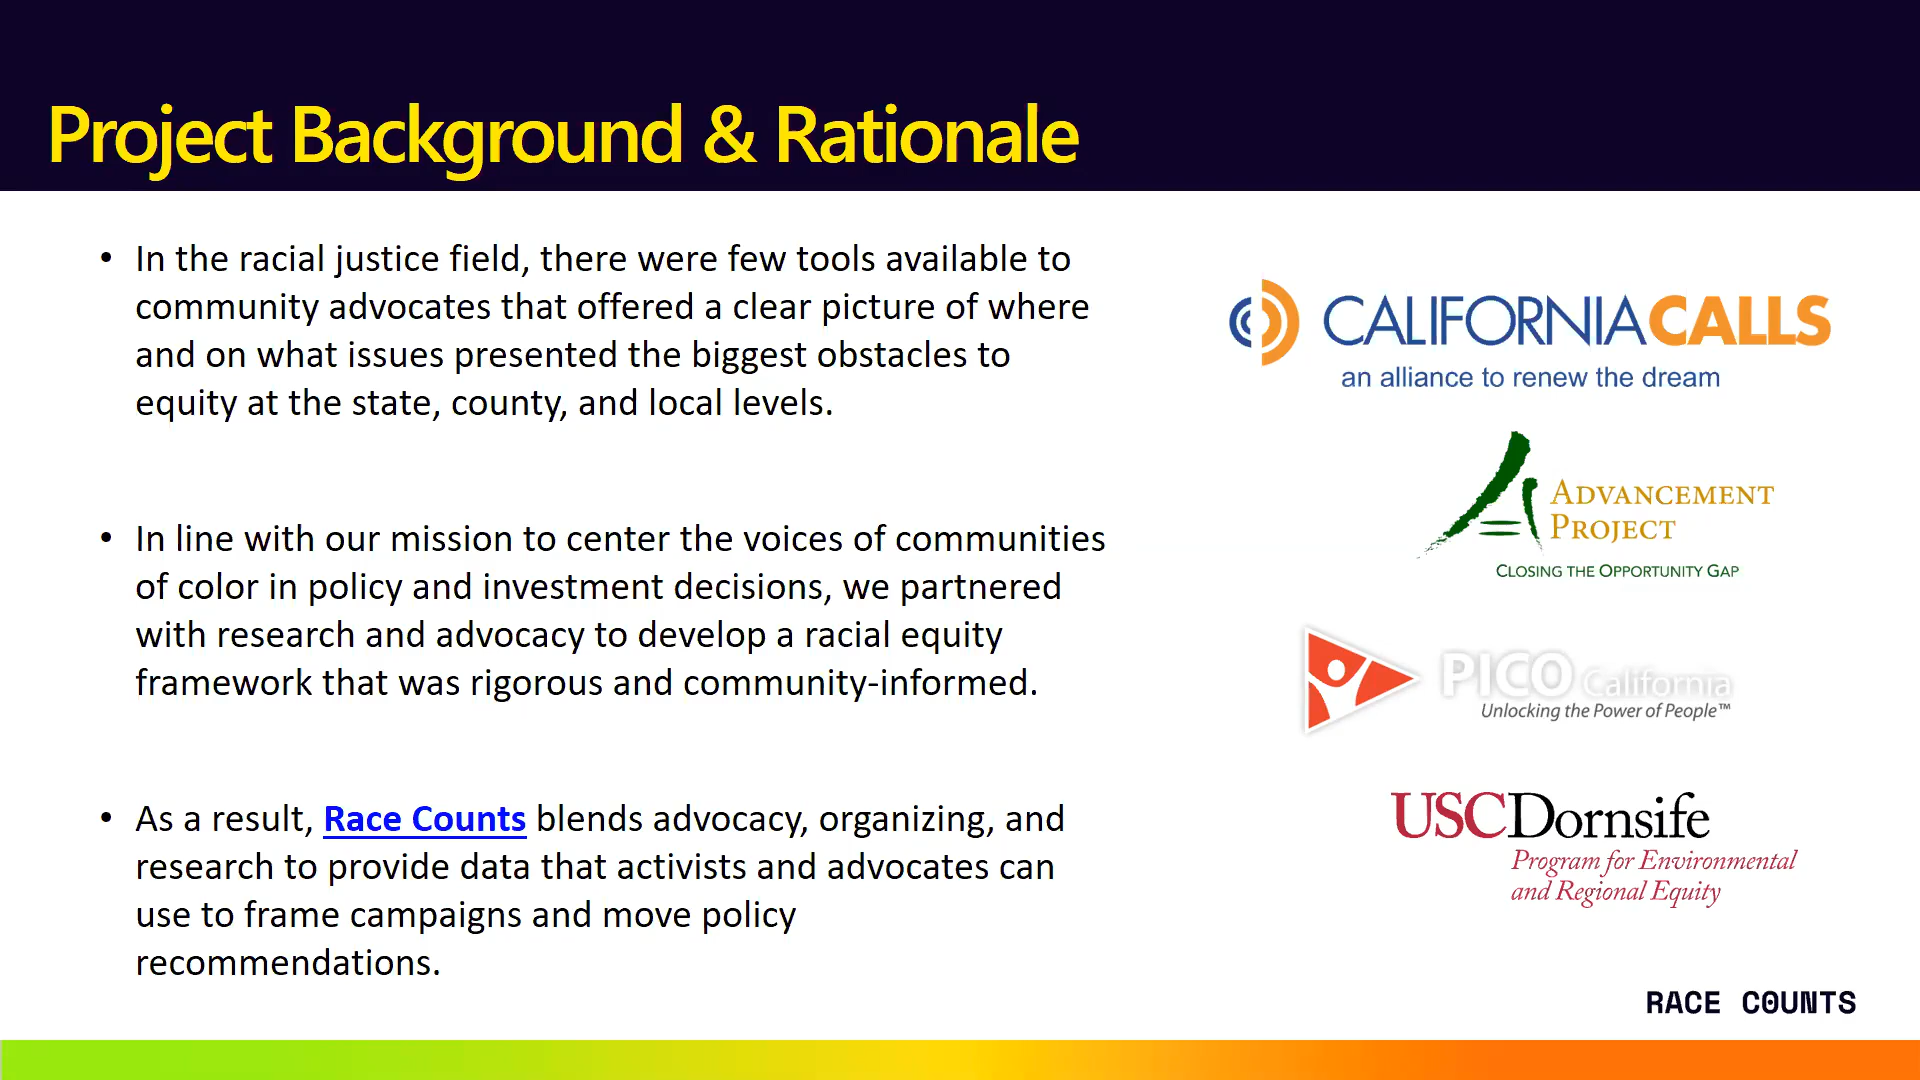 Project Background & Rationale
• In the racial justice field, there were few tools available to
community advocates that offered a clear picture of where
and on what issues presented the biggest obstacles to
equity at the state, county, and local levels.
• In line with our mission to center the voices of communities
of color in policy and investment decisions, we partnered
with research and advocacy to develop a racial equity
framework that was rigorous and community-informed.
• As a result, Race Counts blends advocacy, organizing, and
research to provide data that activists and advocates can
use to frame campaigns and move policy
recommendations.
CALIFORNIACALLS
an alliance to renew the dream
ADVANCEMENT
PROJECT
CLOSING THE OPPORTUNITY GAP
PICO California
Unlocking the Power of People™
USCDornsife
Program for Environmental
and Regional Equity
RACE COUNTS